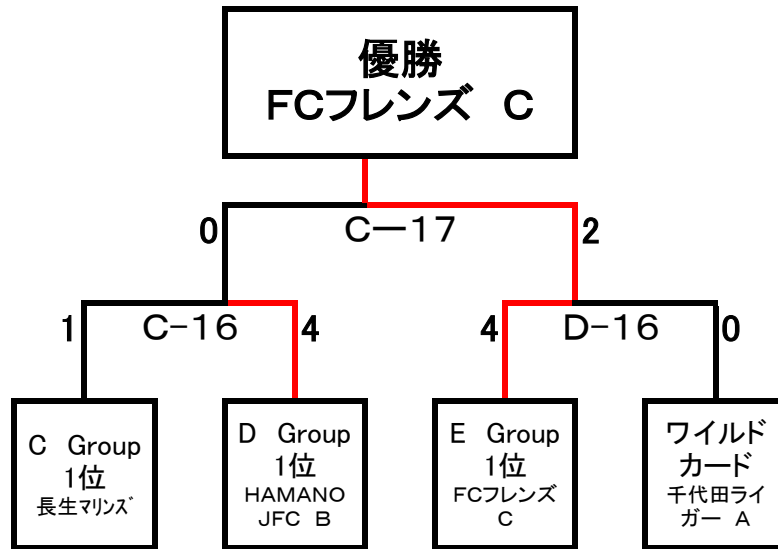 優勝
FCフレンズ　C
0
C－17
2
1
C-16
4
4
D-16
0
C　Group
1位
長生マリンズ
D　Group
1位
HAMANO
JFC B
E　Group
1位
FCフレンズ
C
ワイルド
カード
千代田ライ
ガー A